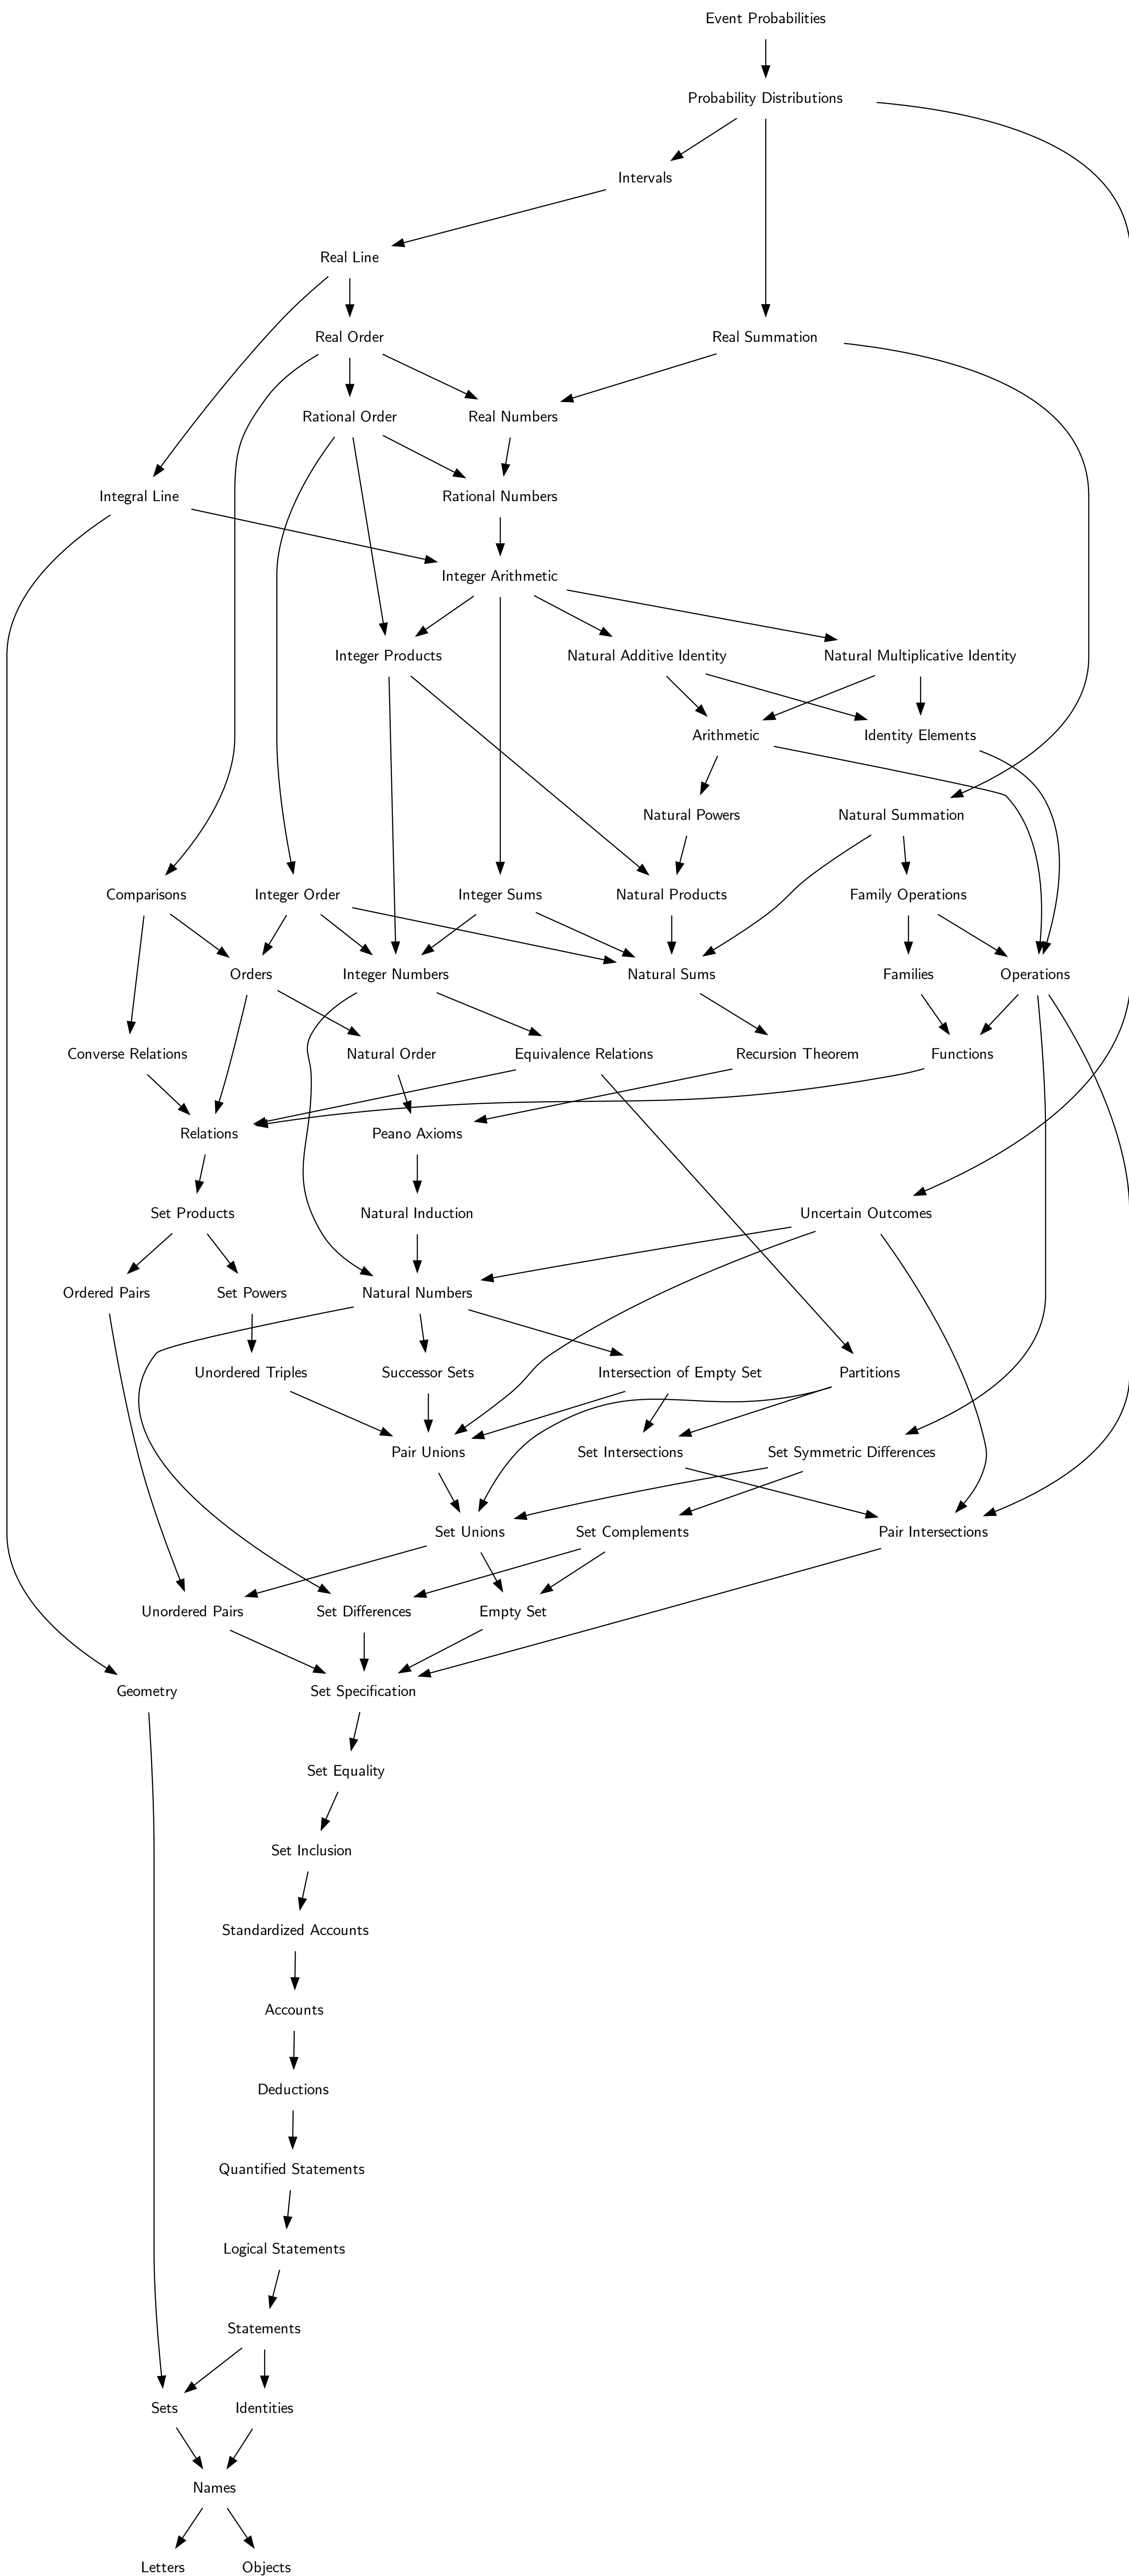 Event Probabilities
Probability Distributions
Intervals
Real Line
Real Order
Real Summation
Rational Order
Real Numbers
Integral Line
Rational Numbers
Integer Arithmetic
Integer Products
Natural Additive Identity
Natural Multiplicative Identity
Arithmetic
Identity Elements
Natural Powers
Natural Summation
Comparisons
Integer Order
Integer Sums
Natural Products
Family Operations
Orders
Integer Numbers
Natural Sums
Families
Operations
Converse Relations
Natural Order
Equivalence Relations
Recursion Theorem
Functions
Relations
Peano Axioms
Set Products
Natural Induction
Uncertain Outcomes
Ordered Pairs
Set Powers
Natural Numbers
Unordered Triples
Successor Sets
Intersection of Empty Set
Partitions
Pair Unions
Set Intersections
Set Symmetric Differences
Set Unions
Set Complements
Pair Intersections
Unordered Pairs
Set Differences
Empty Set
Geometry
Set Specification
Set Equality
Set Inclusion
Standardized Accounts
Accounts
Deductions
Quantified Statements
Logical Statements
Statements
Sets
Identities
Names
Letters
Objects